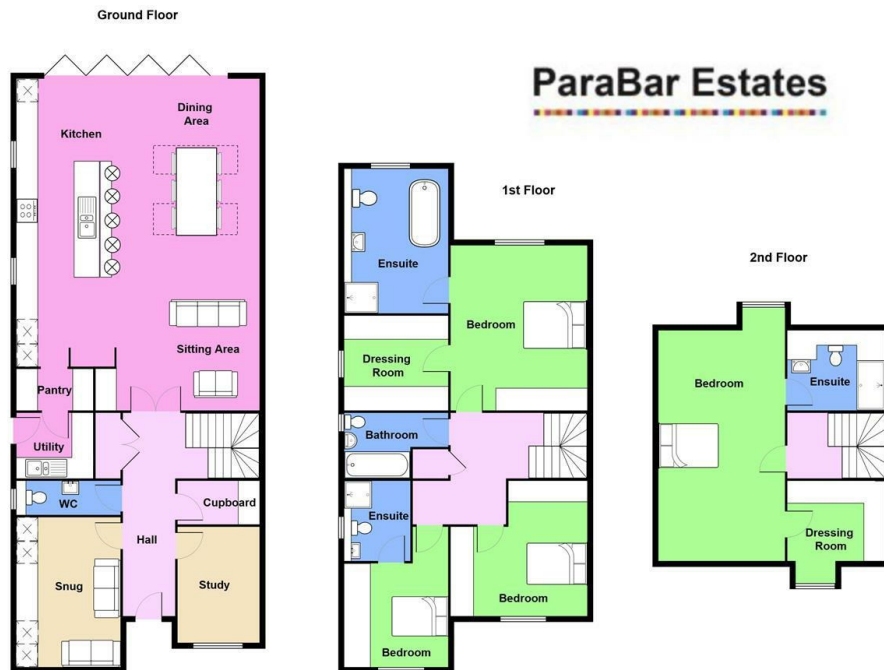 Ground Floor
ParaBar Estates
Dining
Area
Kitchen
Sitting Area
Pantry
Utility
WC
Cupboard
Hall
Snug
Study
1st Floor
Ensuite
Bedroom
Dressing
Room
Bathroom
Ensuite
Bedroom
Bedroom
2nd Floor
Bedroom
Ensuite
Dressing
Room